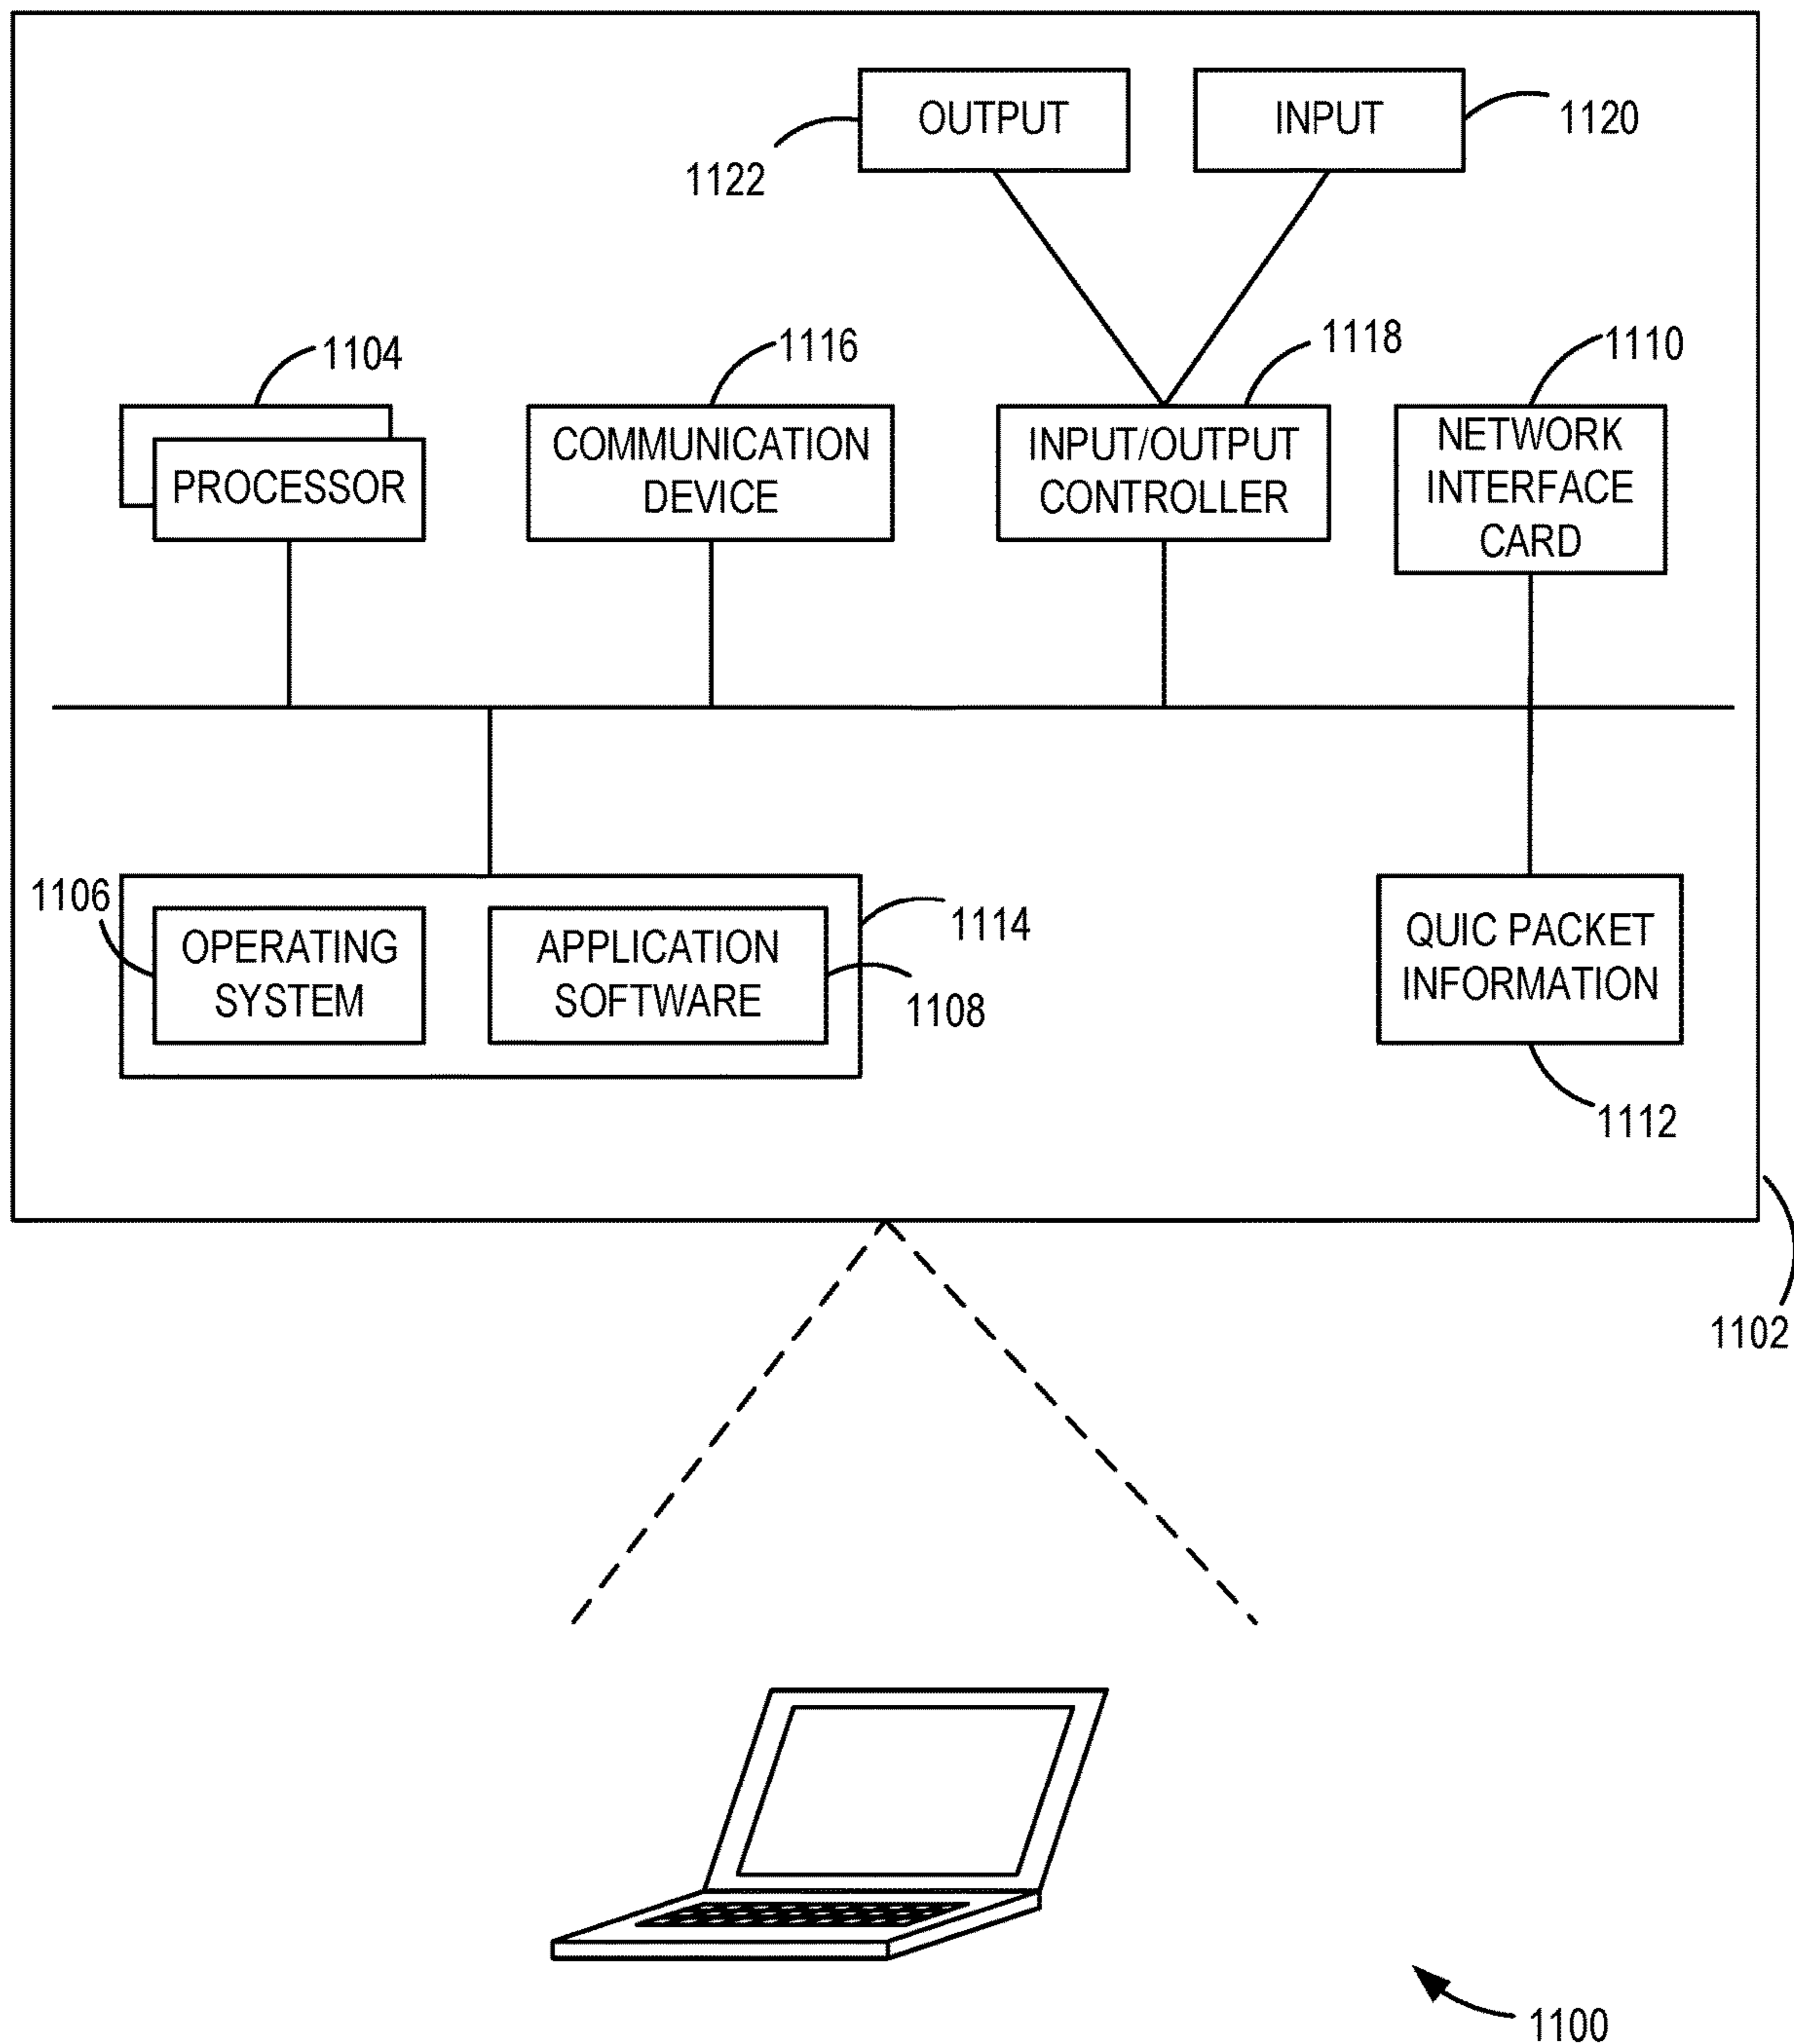 OUTPUT
INPUT
1120
1122
1104
1116
1118
1110
PROCESSOR
COMMUNICATION
DEVICE
INPUT/OUTPUT
CONTROLLER
NETWORK
INTERFACE
CARD
1106
OPERATING
SYSTEM
APPLICATION
SOFTWARE
1114
1108
QUIC PACKET
INFORMATION
1112
1102
1100